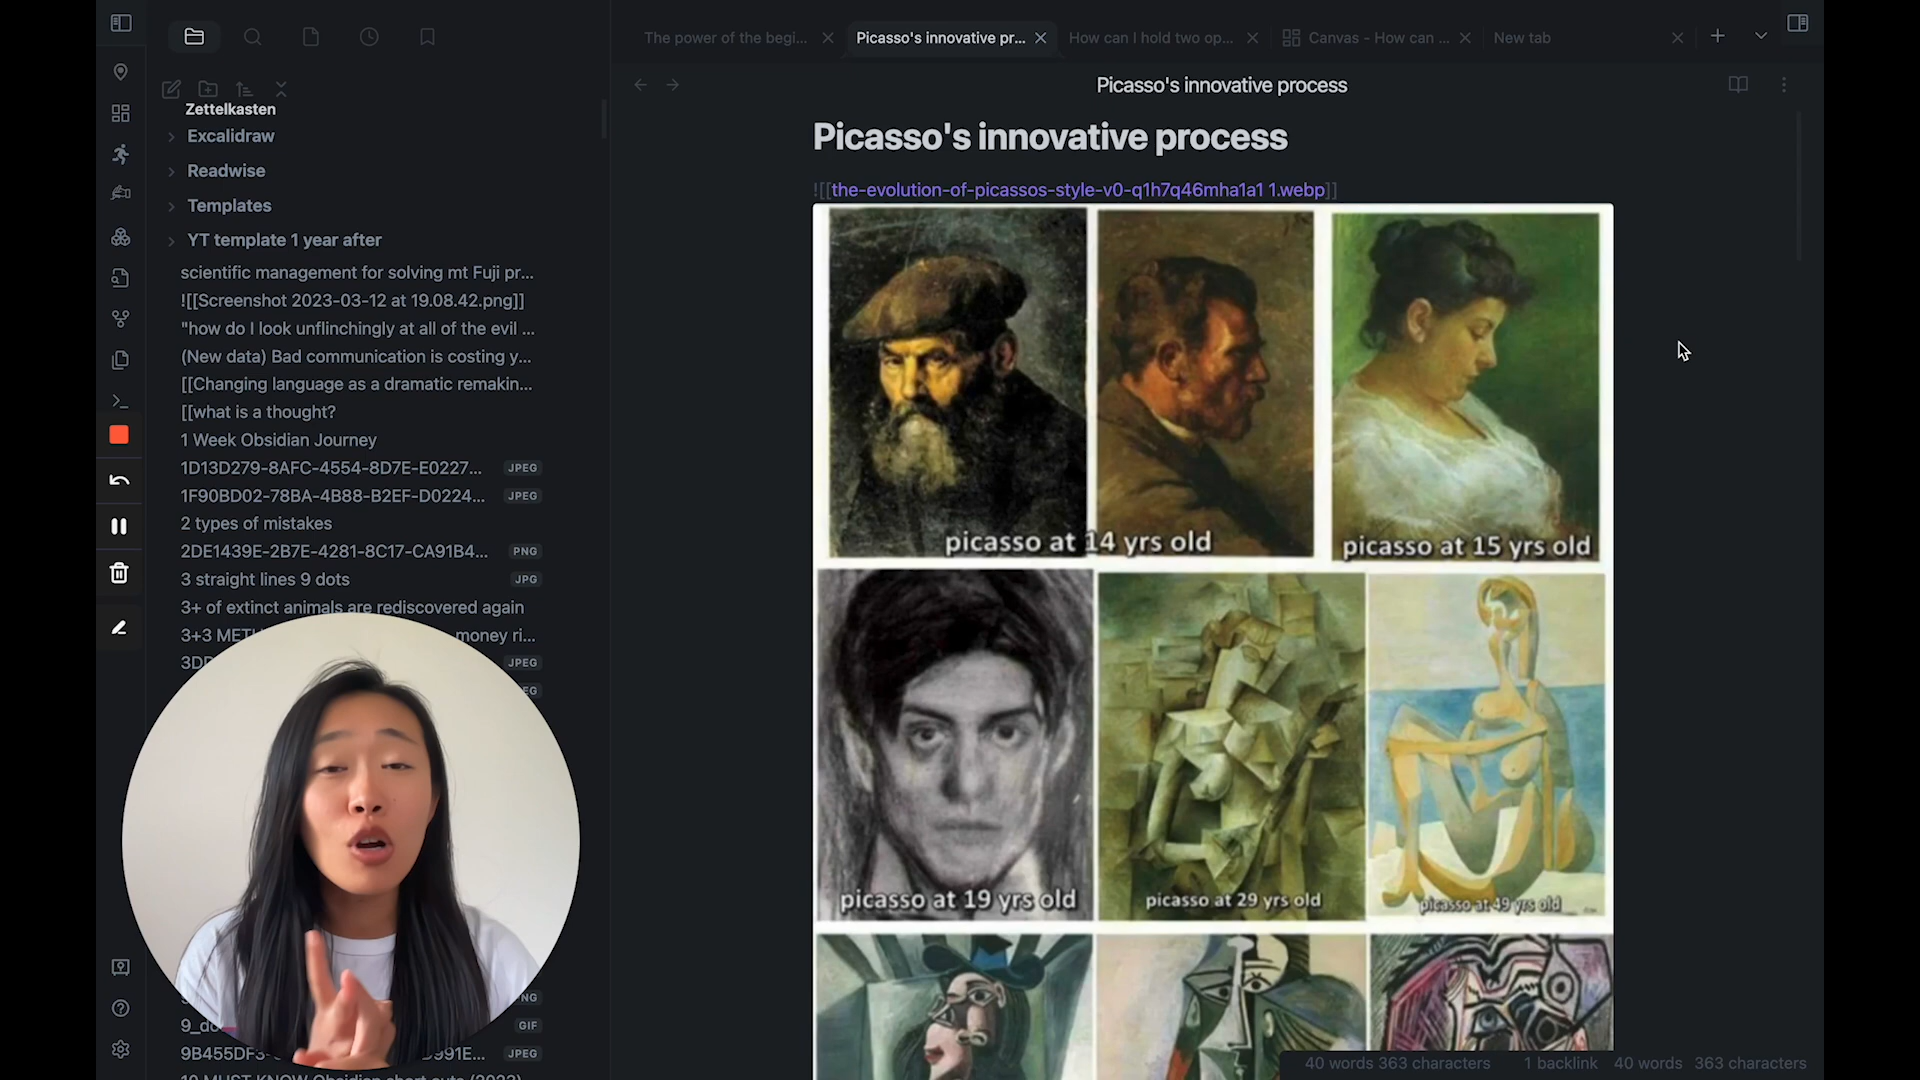 The power of the begi...
Picasso's innovative pr...
How can I hold two op...
Canvas - How can ...
New tab
Picasso's innovative process
Zettelkasten
Excalidraw
Readwise
Templates
YT template 1 year after
scientific management for solving mt Fuji pr...
![[Screenshot 2023-03-12 at 19.08.42.png]]
"how do I look unflinchingly at all of the evil ...
(New data) Bad communication is costing y...
[[Changing language as a dramatic remakin...
[[what is a thought?
1 Week Obsidian Journey
1D13D279-8AFC-4554-8D7E-E0227... JPEG
1F90BD02-78BA-4B88-B2EF-D0224... JPEG
2 types of mistakes
2DE1439E-2B7E-4281-8C17-CA91B4... PNG
3 straight lines 9 dots JPG
3+ of extinct animals are rediscovered again
3+3 METH money ri...
JPEG
GIF
9B455DF3- D991E... JPEG
Picasso's innovative process
![[the-evolution-of-picassos-style-v0-q1h7q46mha1a1 1.webp]]
picasso at 14 yrs old
picasso at 15 yrs old
picasso at 19 yrs old
picasso at 29 yrs old
picasso at 49 yrs old
40 words 363 characters
1 backlink
40 words
363 characters